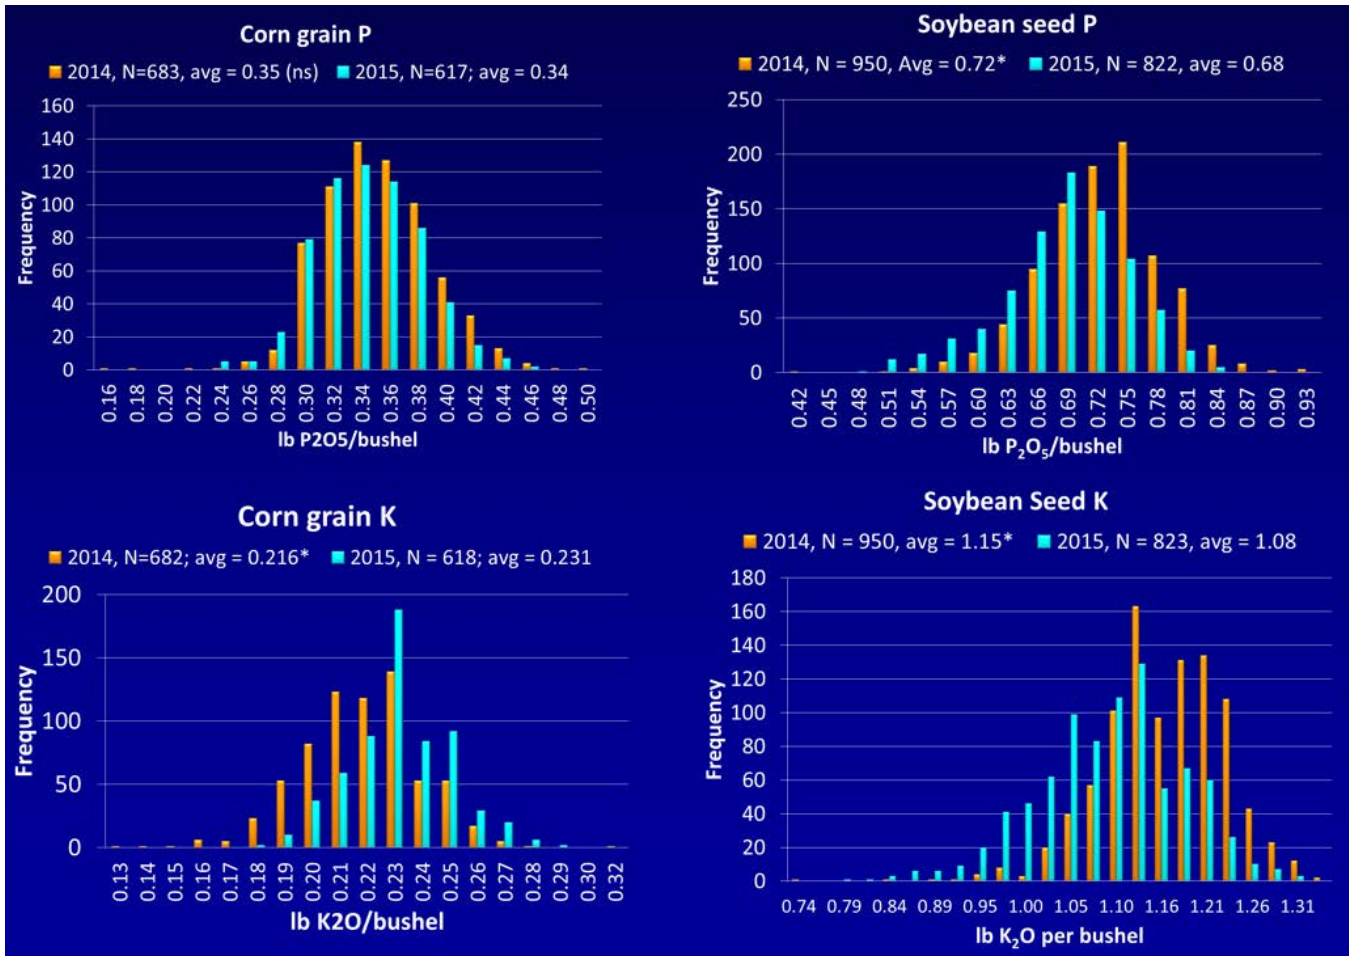 Corn grain P
2014, N=683, avg = 0.35 (ns) 2015, N=617; avg = 0.34
160
140
120
100
80
60
40
20
0
Frequency
0.16 0.18 0.20 0.22 0.24 0.26 0.28 0.30 0.32 0.34 0.36 0.38 0.40 0.42 0.44 0.46 0.48 0.50
lb P2O5/bushel
Soybean seed P
2014, N = 950, Avg = 0.72* 2015, N = 822, avg = 0.68
250
200
150
100
50
0
Frequency
0.42 0.45 0.48 0.51 0.54 0.57 0.60 0.63 0.66 0.69 0.72 0.75 0.78 0.81 0.84 0.87 0.90 0.93
lb P₂O₅/bushel
Corn grain K
2014, N=682; avg = 0.216* 2015, N = 618; avg = 0.231
200
150
100
50
0
Frequency
0.13 0.14 0.15 0.16 0.17 0.18 0.19 0.20 0.21 0.22 0.23 0.24 0.25 0.26 0.27 0.28 0.29 0.30 0.32
lb K2O/bushel
Soybean Seed K
2014, N = 950, avg = 1.15* 2015, N = 823, avg = 1.08
180
160
140
120
100
80
60
40
20
0
Frequency
0.74 0.79 0.84 0.89 0.95 1.00 1.05 1.10 1.16 1.21 1.26 1.31
lb K₂O per bushel